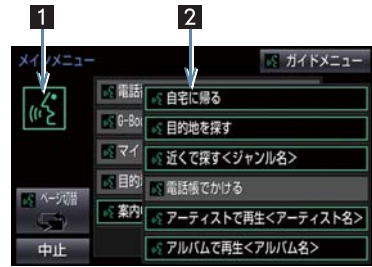 1
2
メインメニュー
ガイドメニュー
電話
自宅に帰る
G-Boo
目的地を探す
マイ
近くで探す<ジャンル名>
目的
電話帳でかける
ページ切替
案内
アーティストで再生<アーティスト名>
中止
アルバムで再生<アルバム名>